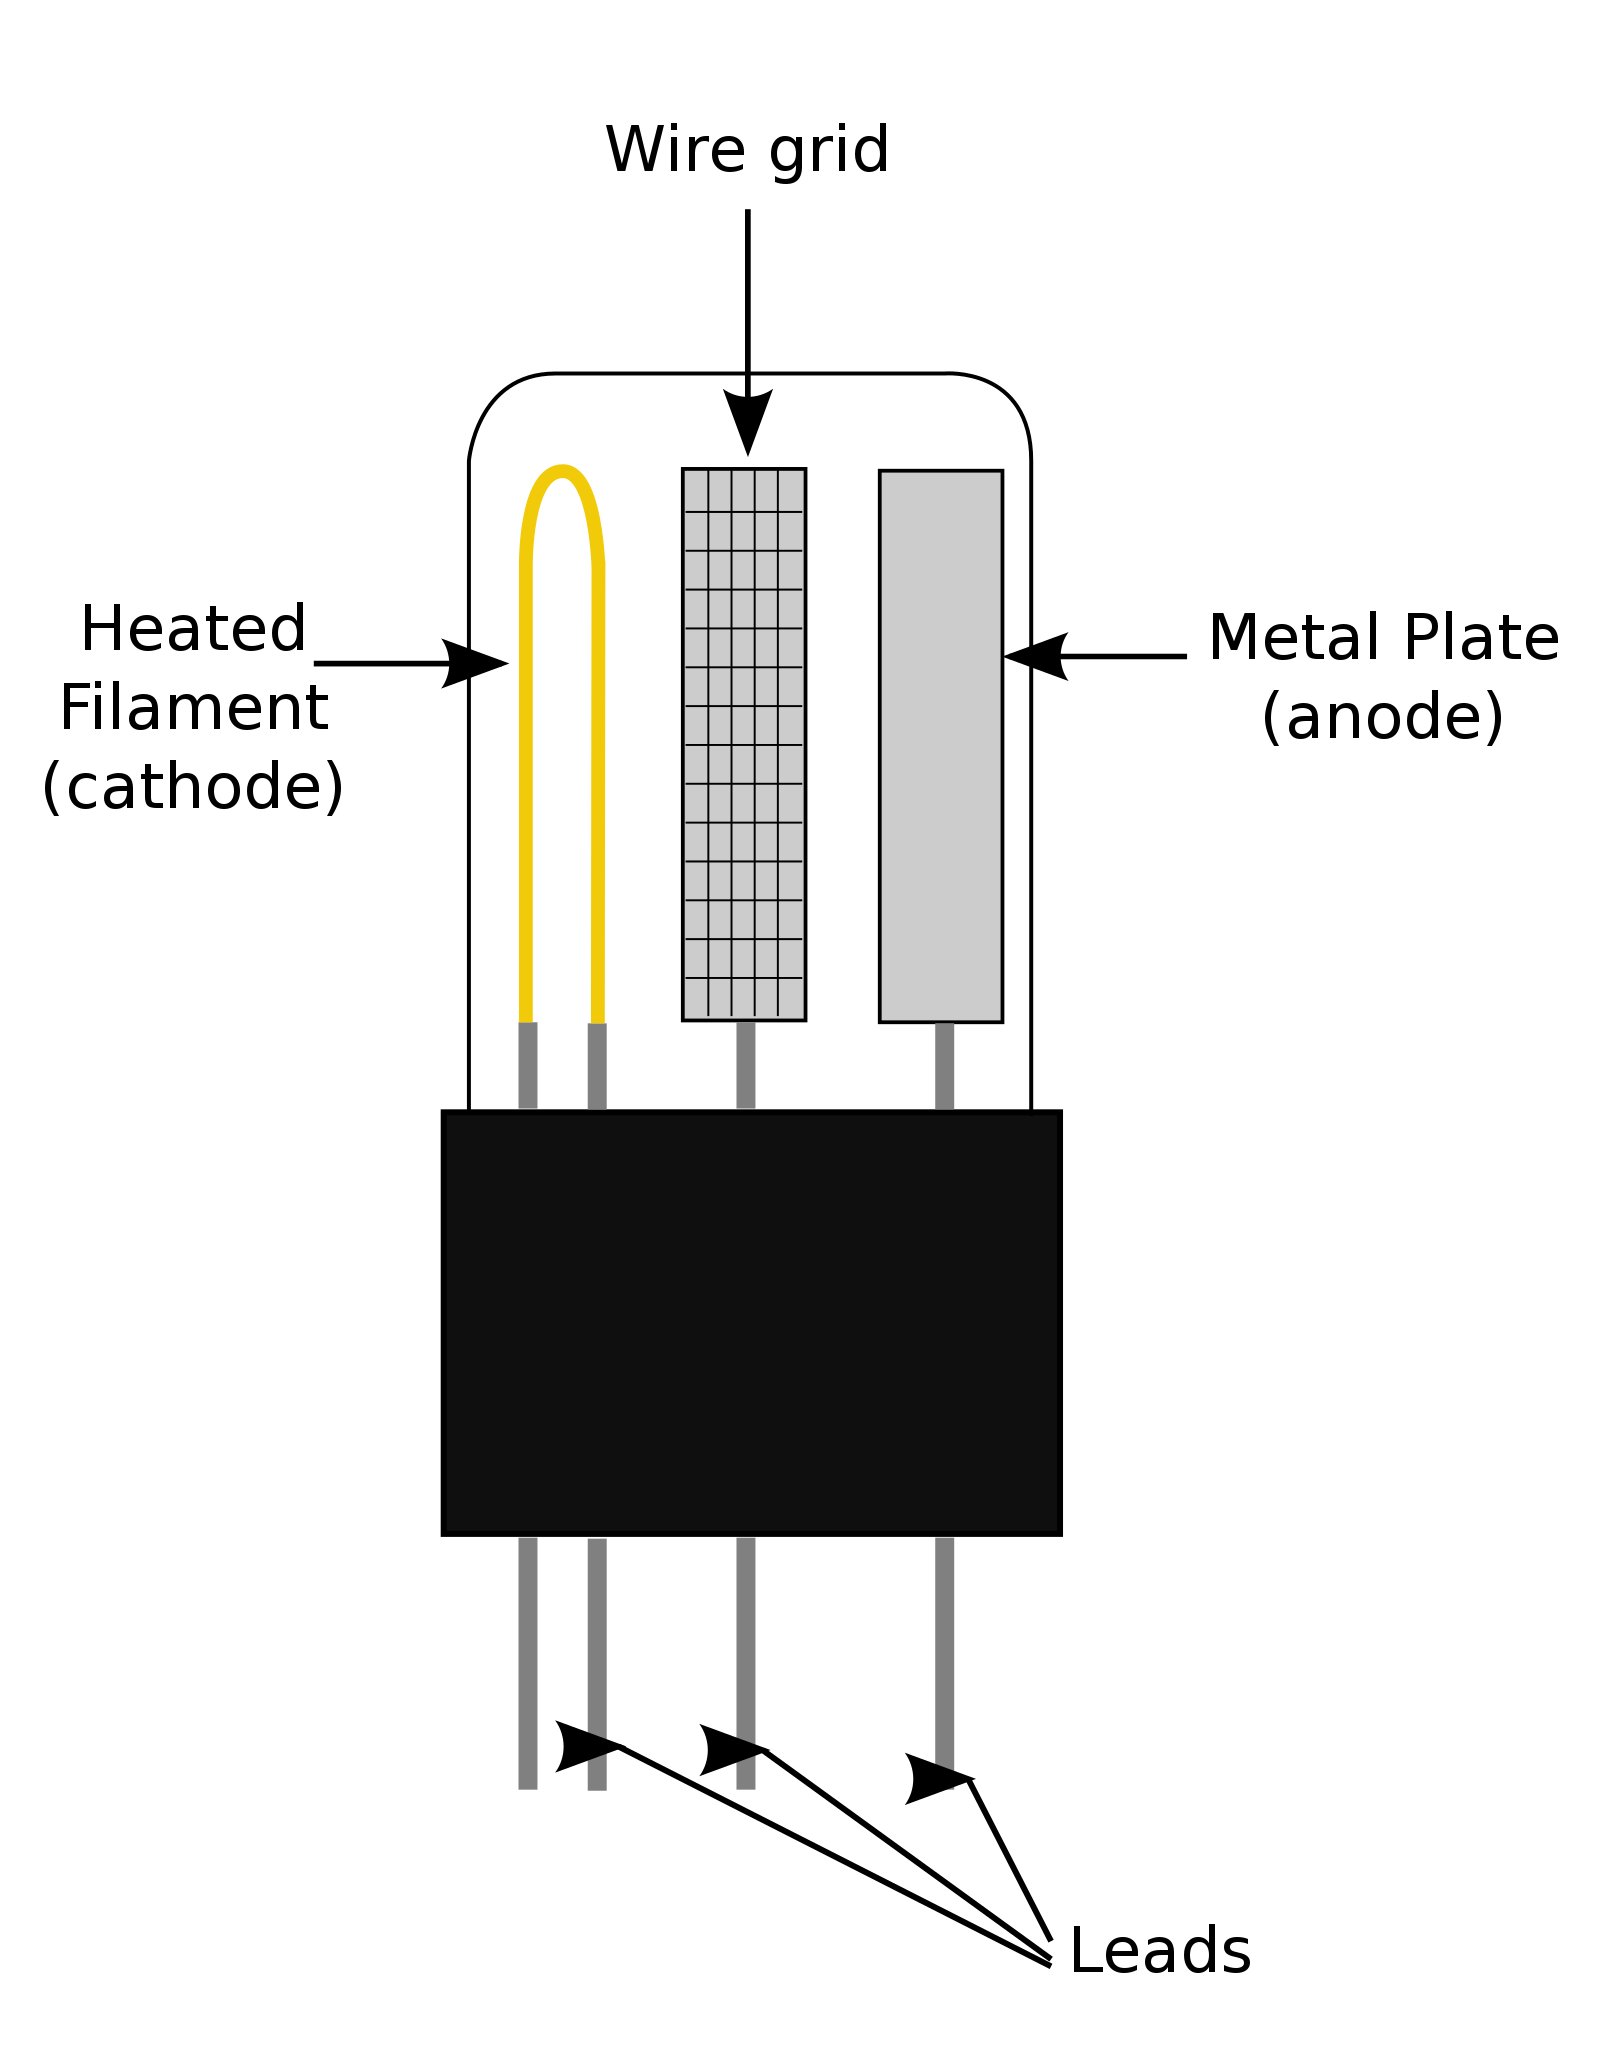 Wire grid
Heated
Filament
(cathode)
Metal Plate
(anode)
Leads